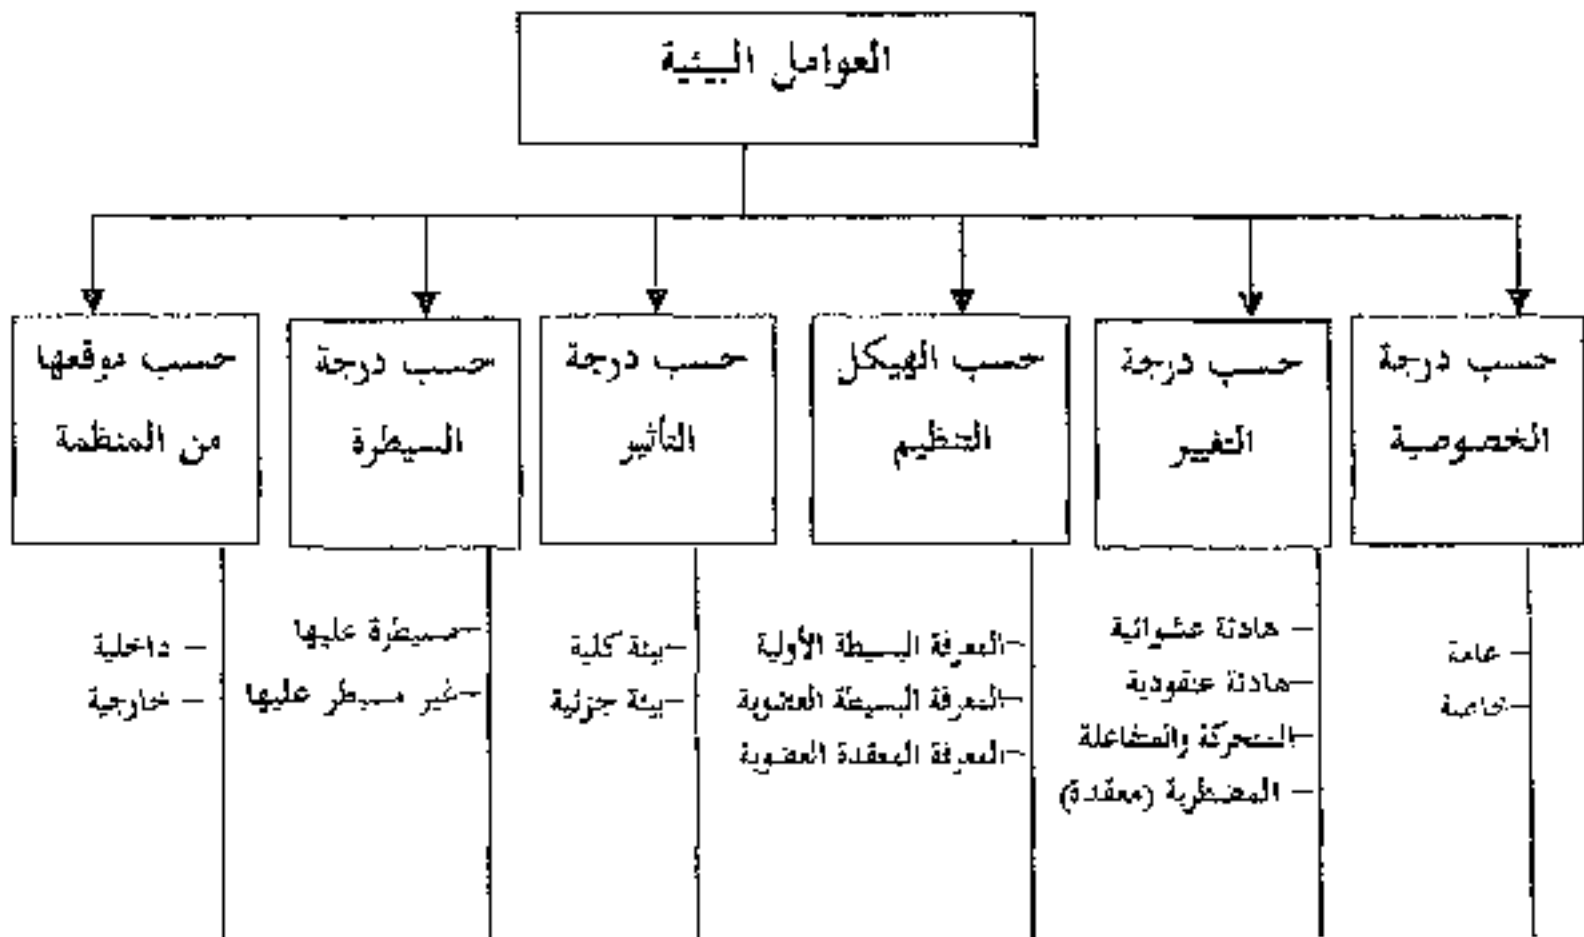 العوامل البيئية
حسب درجة
الخصوصية
حسب درجة
التغيير
حسب الهيكل
التنظيم
حسب درجة
التأثير
حسب درجة
السيطرة
حسب موقعها
من المنظمة
– عامة
– خاصة
– هادئة عشوائية
– هادئة عنقودية
– المتحركة والمتفاعلة
– المضطربة (معقدة)
– المعرفة البسيطة الأولية
– المعرفة البسيطة العضوية
– المعرفة المعقدة العضوية
– بيئة كلية
– بيئة جزئية
– مسيطرة عليها
– غير مسيطر عليها
– داخلية
– خارجية